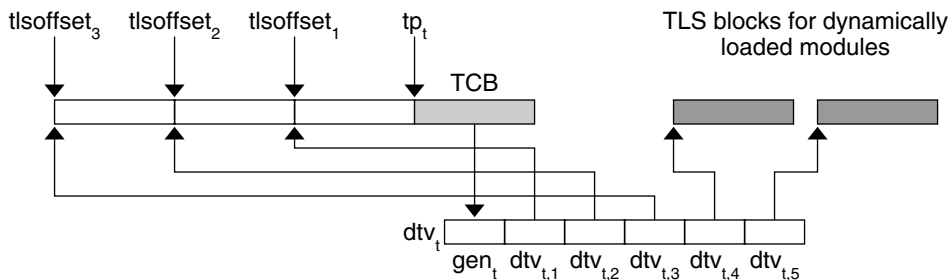 tlsoffset₃ tlsoffset₂ tlsoffset₁ tpₜ TLS blocks for dynamically
loaded modules
TCB
dtvₜ
genₜ dtvₜ,₁ dtvₜ,₂ dtvₜ,₃ dtvₜ,₄ dtvₜ,₅